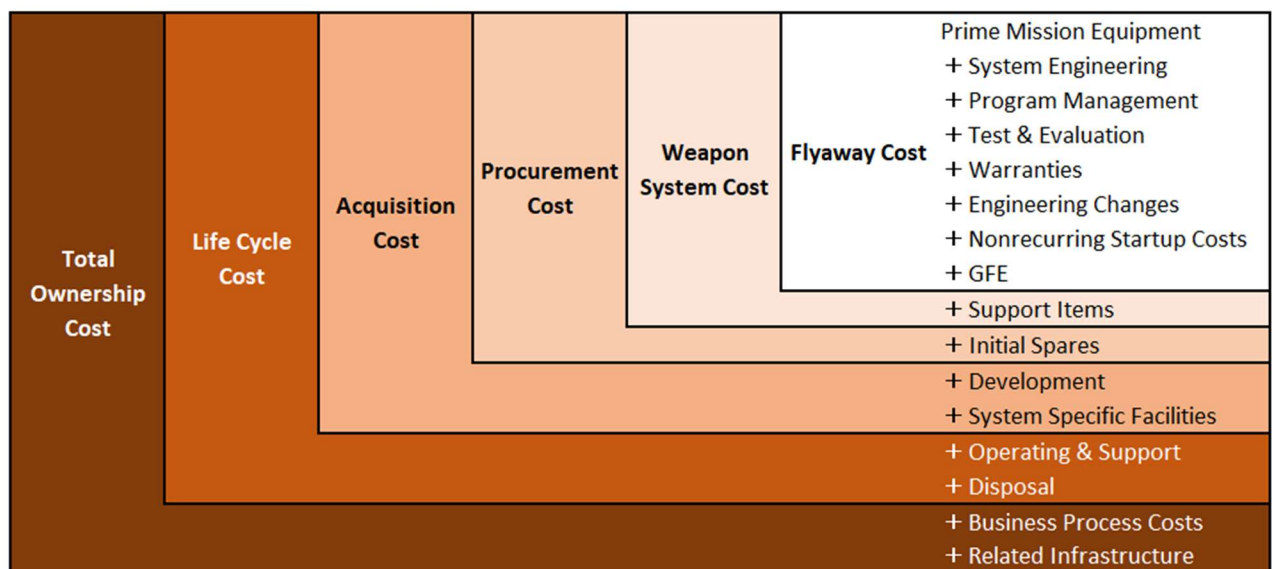 Total
Ownership
Cost
Life Cycle
Cost
Acquisition
Cost
Procurement
Cost
Weapon
System Cost
Flyaway Cost
Prime Mission Equipment
+ System Engineering
+ Program Management
+ Test & Evaluation
+ Warranties
+ Engineering Changes
+ Nonrecurring Startup Costs
+ GFE
+ Support Items
+ Initial Spares
+ Development
+ System Specific Facilities
+ Operating & Support
+ Disposal
+ Business Process Costs
+ Related Infrastructure